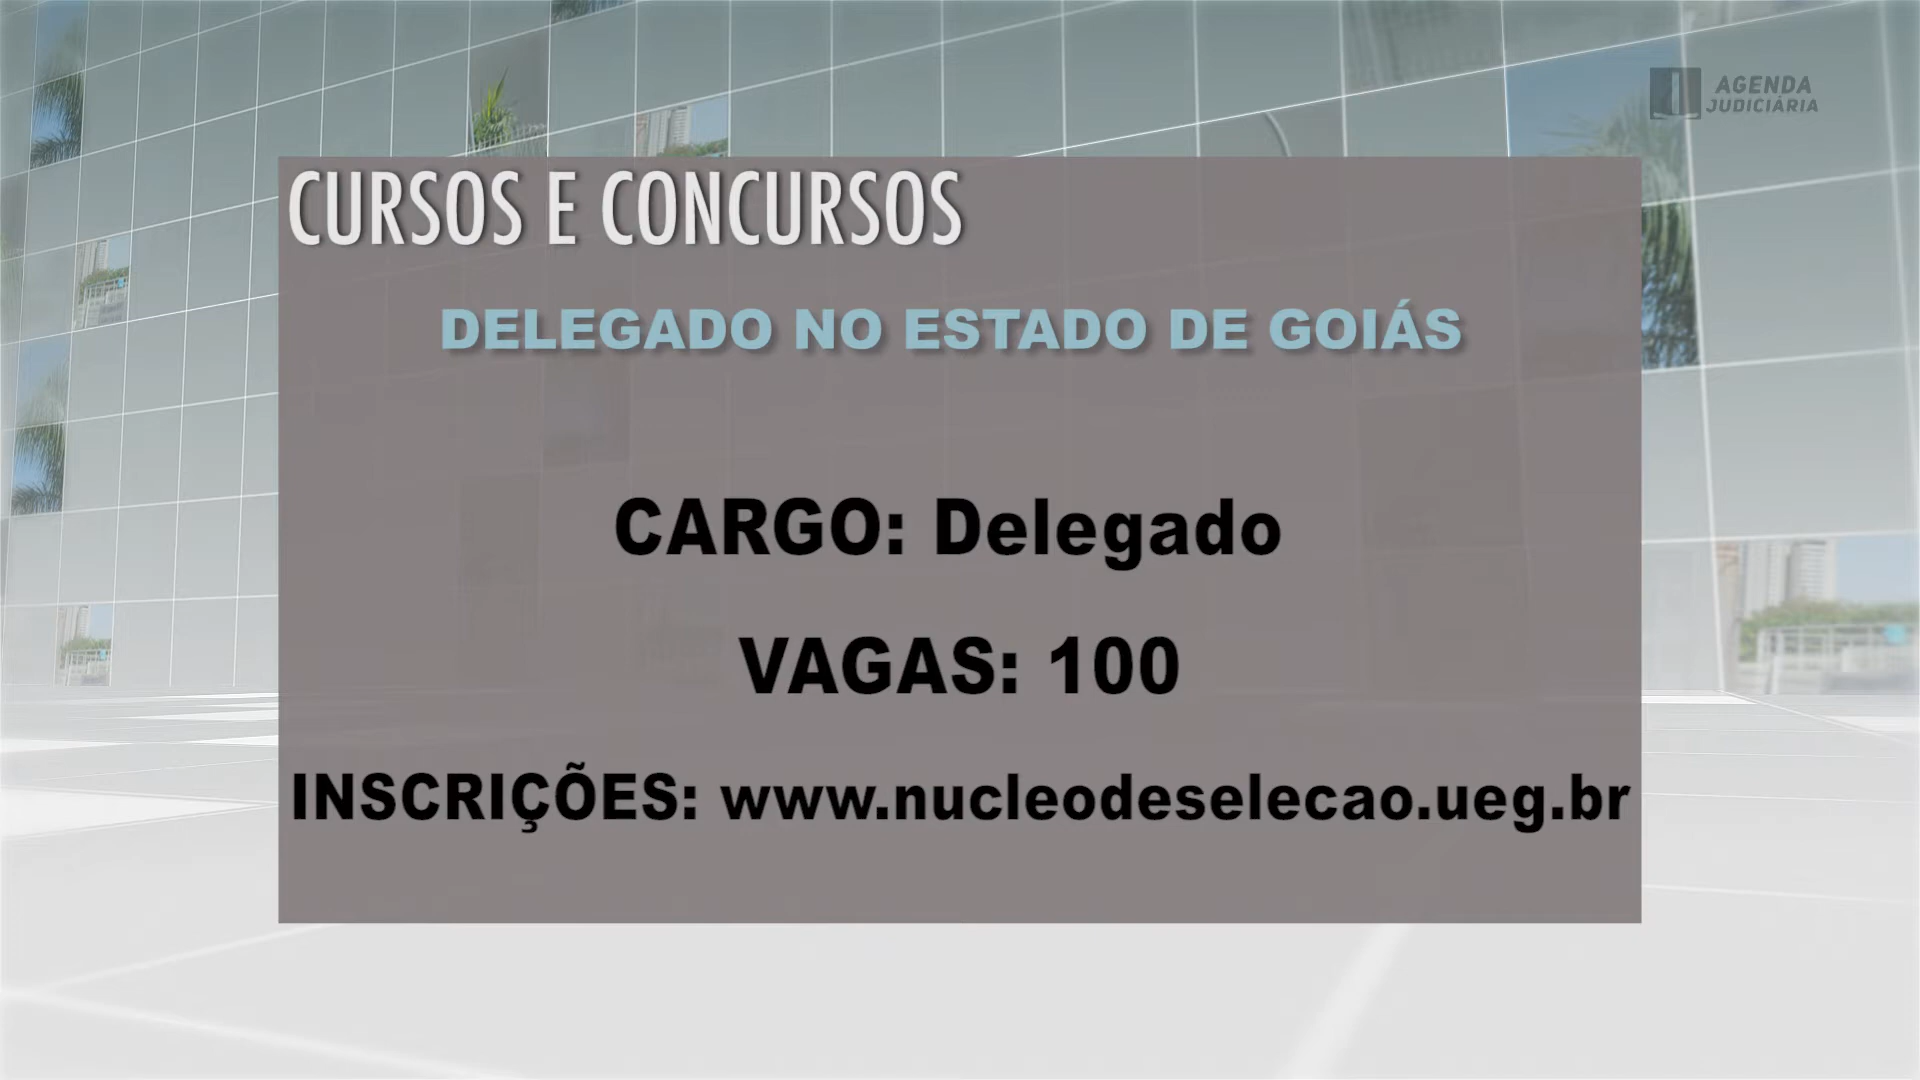 AGENDA
JUDICIÁRIA
CURSOS E CONCURSOS
DELEGADO NO ESTADO DE GOIÁS
CARGO: Delegado
VAGAS: 100
INSCRIÇÕES: www.nucleodeselecao.ueg.br